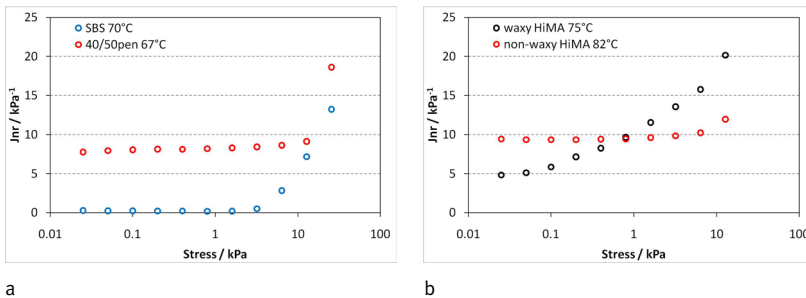 SBS 70°C
40/50pen 67°C
25
20
15
10
5
0
Jnr / kPa-1
0.01
0.1
1
10
100
Stress / kPa
a
waxy HiMA 75°C
non-waxy HiMA 82°C
25
20
15
10
5
0
Jnr / kPa-1
0.01
0.1
1
10
100
Stress / kPa
b